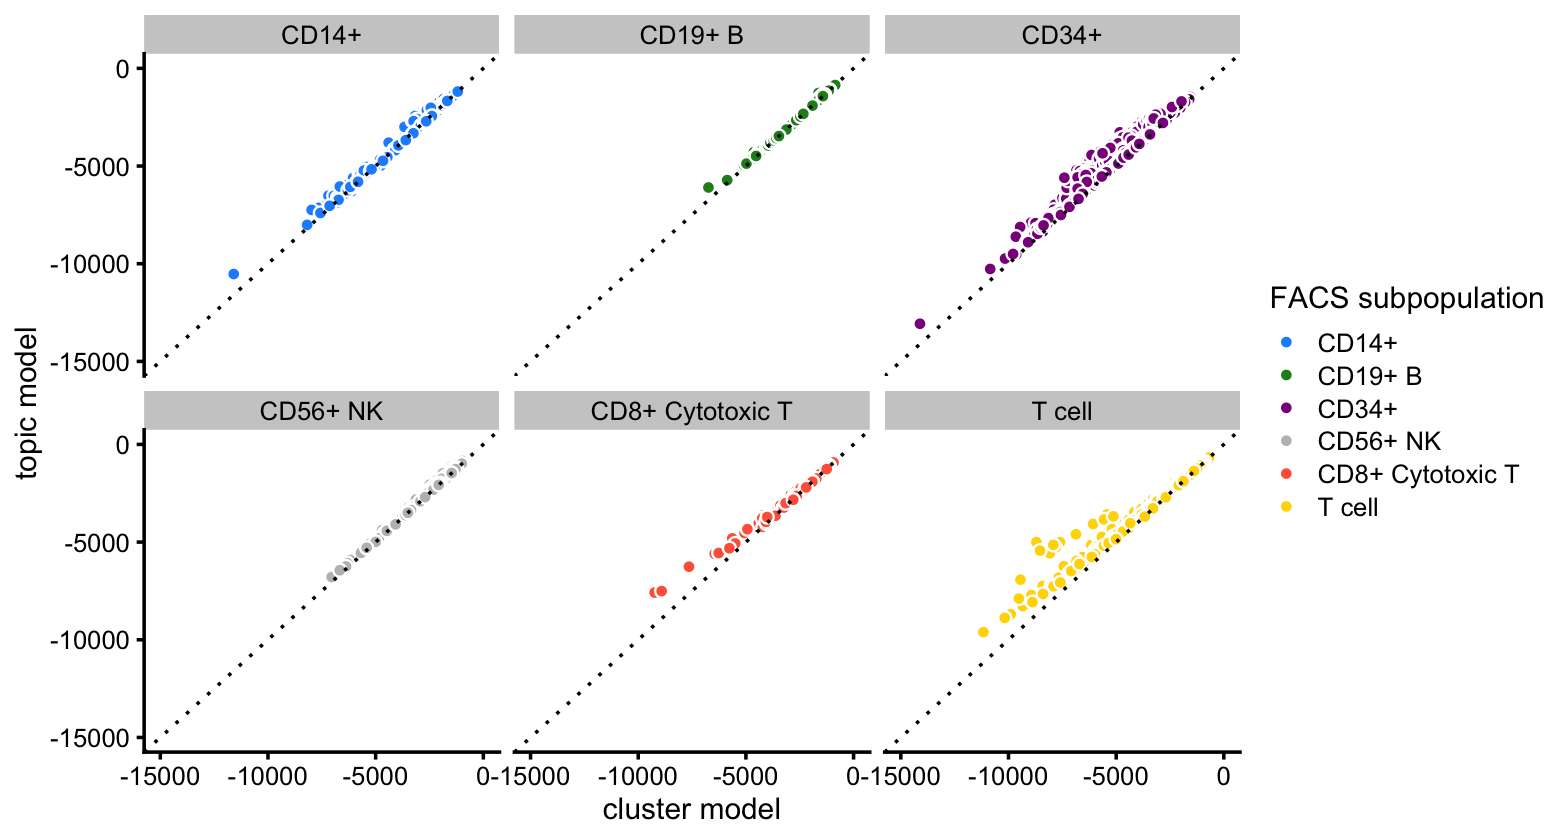 CD14+ CD19+ B CD34+
0
-5000
-10000
-15000
CD56+ NK CD8+ Cytotoxic T T cell
0
-5000
-10000
-15000
-15000 -10000 -5000 0 -15000 -10000 -5000 0 -15000 -10000 -5000 0
cluster model
topic model
FACS subpopulation
CD14+
CD19+ B
CD34+
CD56+ NK
CD8+ Cytotoxic T
T cell